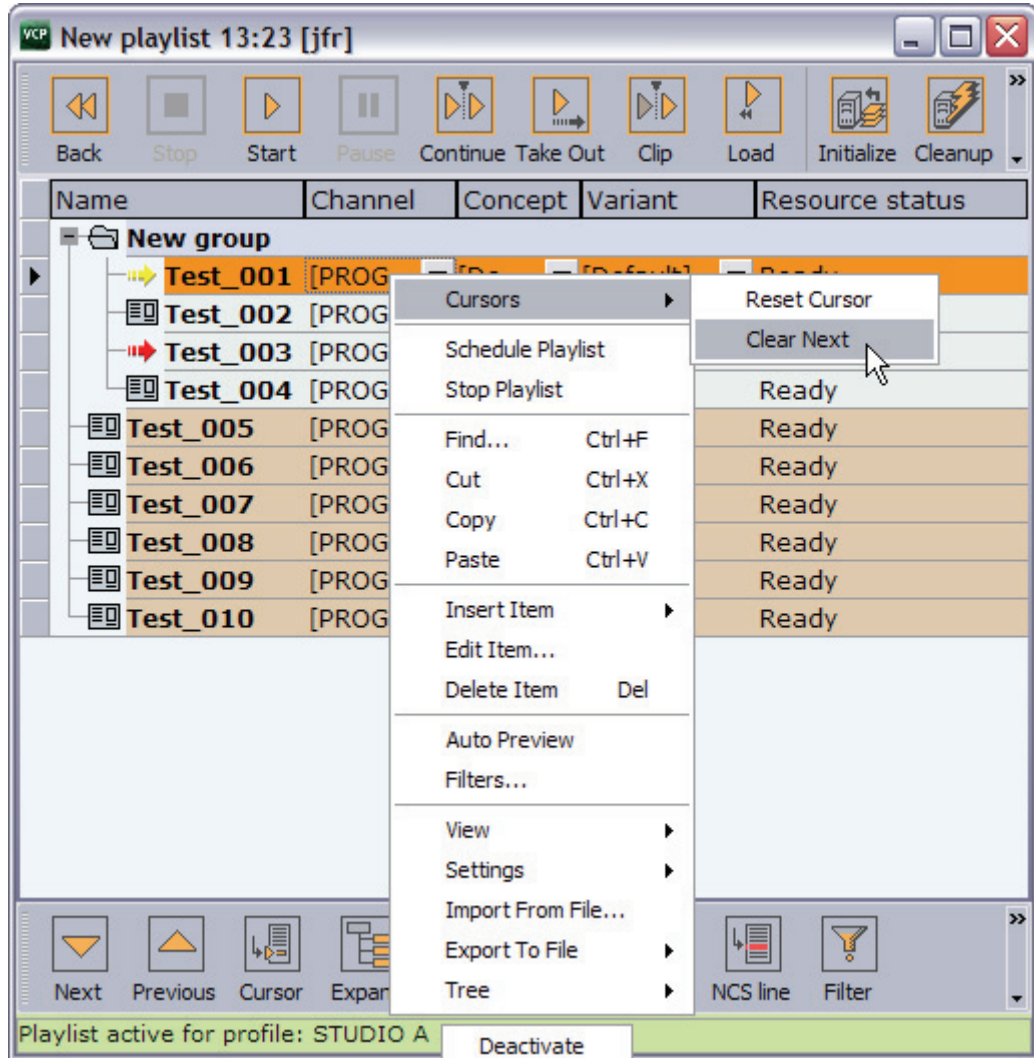 VCP New playlist 13:23 [jfr]
Back Stop Start Pause Continue Take Out Clip Load Initialize Cleanup
Name Channel Concept Variant Resource status
New group
Test_001 [PROG
Test_002 [PROG
Test_003 [PROG
Test_004 [PROG Ready
Test_005 [PROG Ready
Test_006 [PROG Ready
Test_007 [PROG Ready
Test_008 [PROG Ready
Test_009 [PROG Ready
Test_010 [PROG Ready
Cursors
Reset Cursor
Clear Next
Schedule Playlist
Stop Playlist
Find... Ctrl+F
Cut Ctrl+X
Copy Ctrl+C
Paste Ctrl+V
Insert Item
Edit Item...
Delete Item Del
Auto Preview
Filters...
View
Settings
Import From File...
Export To File
Tree
Next Previous Cursor Expan NCS line Filter
Playlist active for profile: STUDIO A
Deactivate